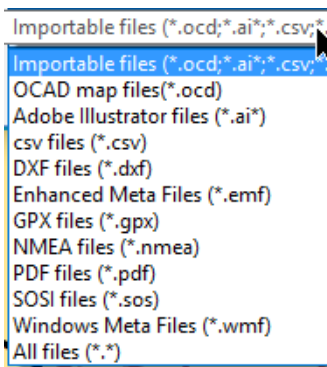 Importable files (*.ocd;*.ai*;*.csv;*.
Importable files (*.ocd;*.ai*;*.csv;*.
OCAD map files(*.ocd)
Adobe Illustrator files (*.ai*)
csv files (*.csv)
DXF files (*.dxf)
Enhanced Meta Files (*.emf)
GPX files (*.gpx)
NMEA files (*.nmea)
PDF files (*.pdf)
SOSI files (*.sos)
Windows Meta Files (*.wmf)
All files (*.*)